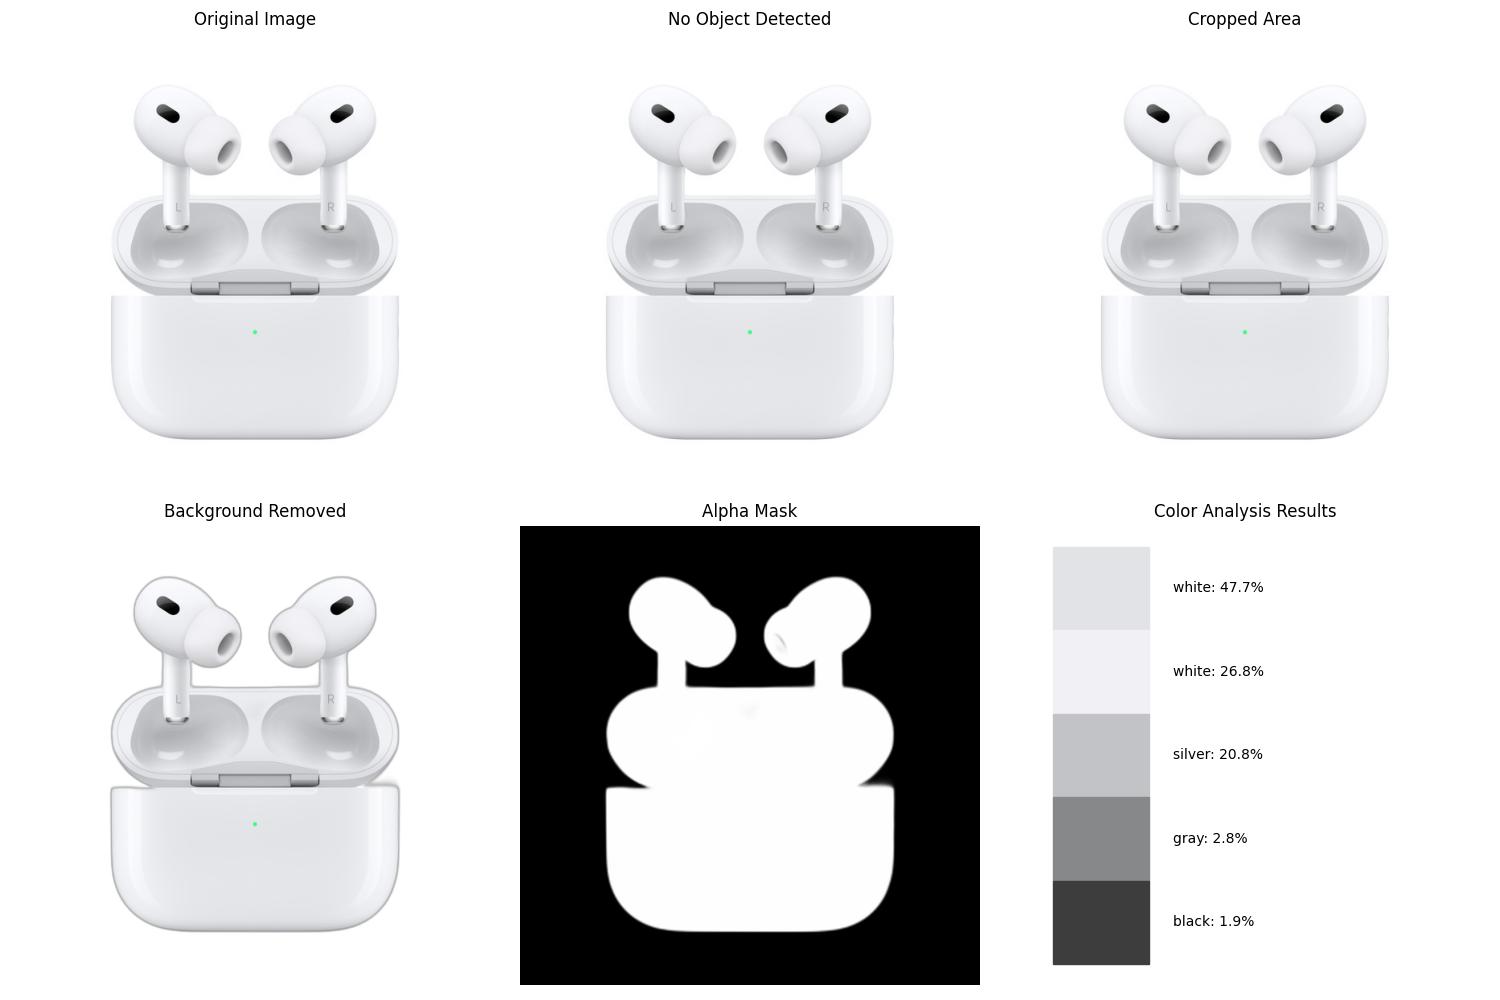 Original Image
No Object Detected
Cropped Area
L
R
L
R
L
R
Background Removed
Alpha Mask
Color Analysis Results
L
R
white: 47.7%
white: 26.8%
silver: 20.8%
gray: 2.8%
black: 1.9%